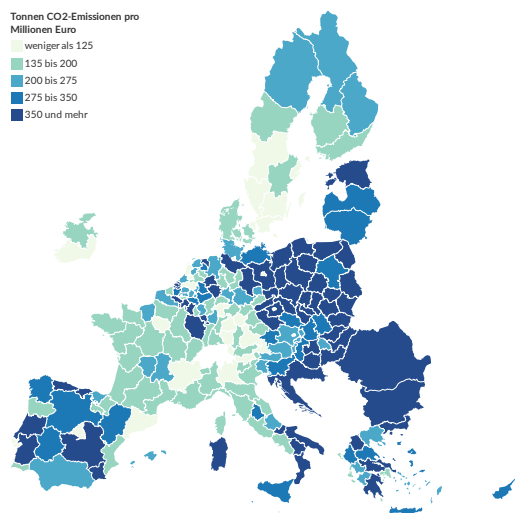 Tonnen CO2-Emissionen pro
Millionen Euro
weniger als 125
135 bis 200
200 bis 275
275 bis 350
350 und mehr